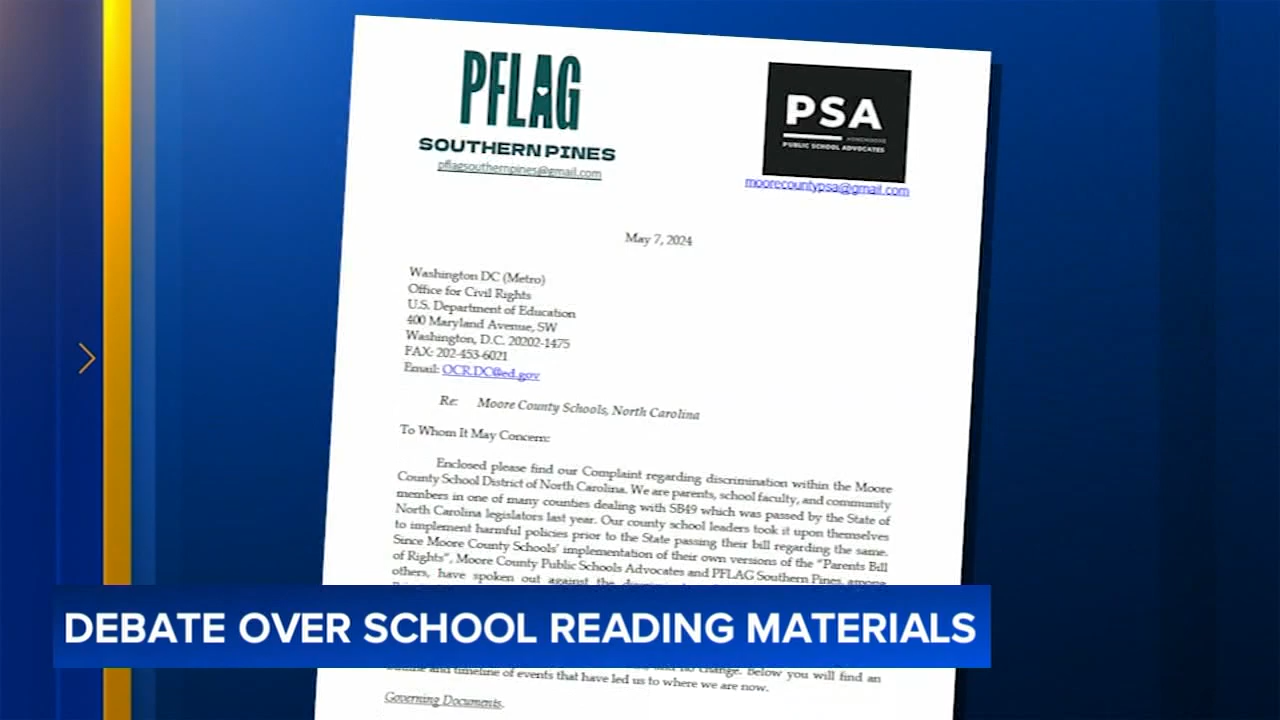 PFLAG
SOUTHERN PINES
pflagsouthernpines@gmail.com
PSA
PUBLIC SCHOOL ADVOCATES
moorecountypsa@gmail.com
May 7, 2024
Washington DC (Metro)
Office for Civil Rights
U.S. Department of Education
400 Maryland Avenue, SW
Washington, D.C. 20202-1475
FAX: 202-453-6021
Email: OCR.DC@ed.gov
Re: Moore County Schools, North Carolina
To Whom It May Concern:
Enclosed please find our Complaint regarding discrimination within the Moore
County School District of North Carolina. We are parents, school faculty, and community
members in one of many counties dealing with SB49 which was passed by the State of
North Carolina legislators last year. Our county school leaders took it upon themselves
to implement harmful policies prior to the State passing their bill regarding the same.
Since Moore County Schools' implementation of their own versions of the "Parents Bill
of Rights", Moore County Public Schools Advocates and PFLAG Southern Pines, among
others, have spoken out against the
DEBATE OVER SCHOOL READING MATERIALS
and no change. Below you will find an
outline and timeline of events that have led us to where we are now.
Governing Documents.